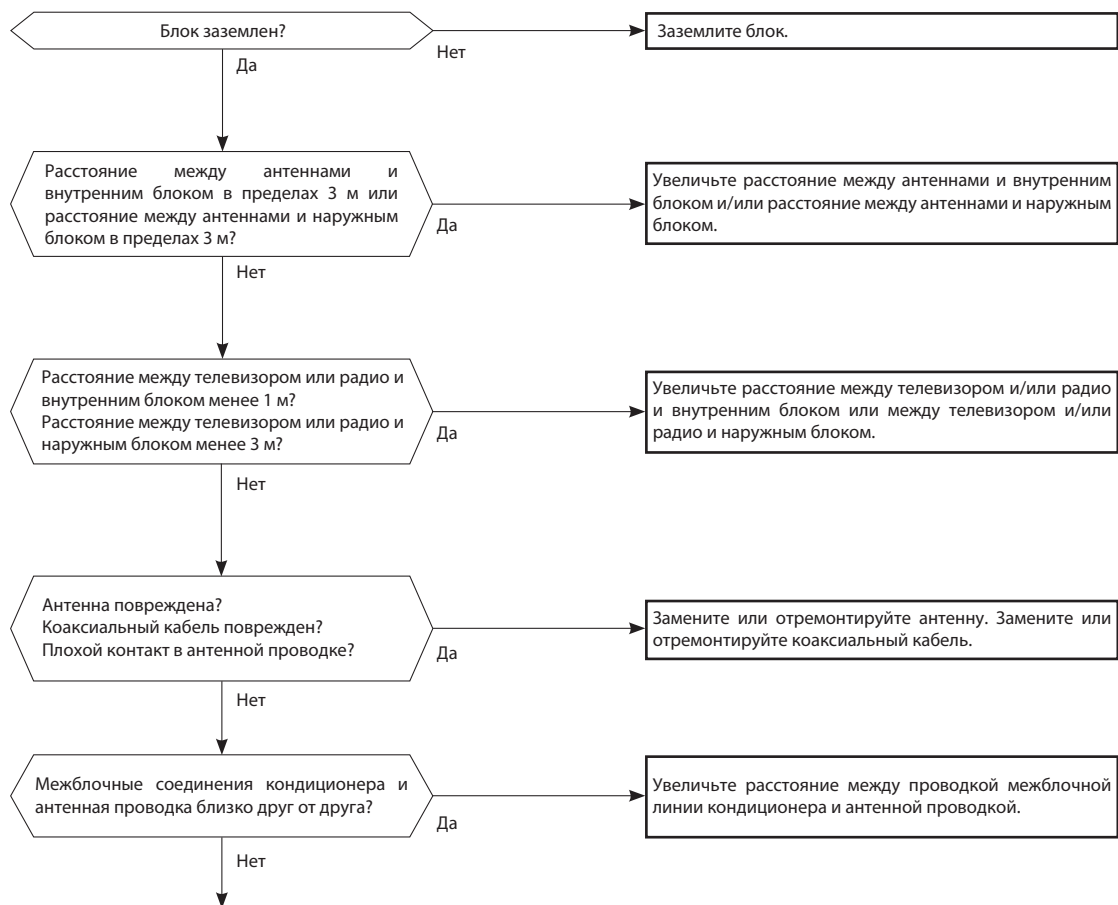 Блок заземлен?
Нет
Заземлите блок.
Да
Расстояние между антеннами и
внутренним блоком в пределах 3 м или
расстояние между антеннами и наружным
блоком в пределах 3 м?
Да
Увеличьте расстояние между антеннами и внутренним
блоком и/или расстояние между антеннами и наружным
блоком.
Нет
Расстояние между телевизором или радио и
внутренним блоком менее 1 м?
Расстояние между телевизором или радио и
наружным блоком менее 3 м?
Да
Увеличьте расстояние между телевизором и/или радио
и внутренним блоком или между телевизором и/или
радио и наружным блоком.
Нет
Антенна повреждена?
Коаксиальный кабель поврежден?
Плохой контакт в антенной проводке?
Да
Замените или отремонтируйте антенну. Замените или
отремонтируйте коаксиальный кабель.
Нет
Межблочные соединения кондиционера и
антенная проводка близко друг от друга?
Да
Увеличьте расстояние между проводкой межблочной
линии кондиционера и антенной проводкой.
Нет